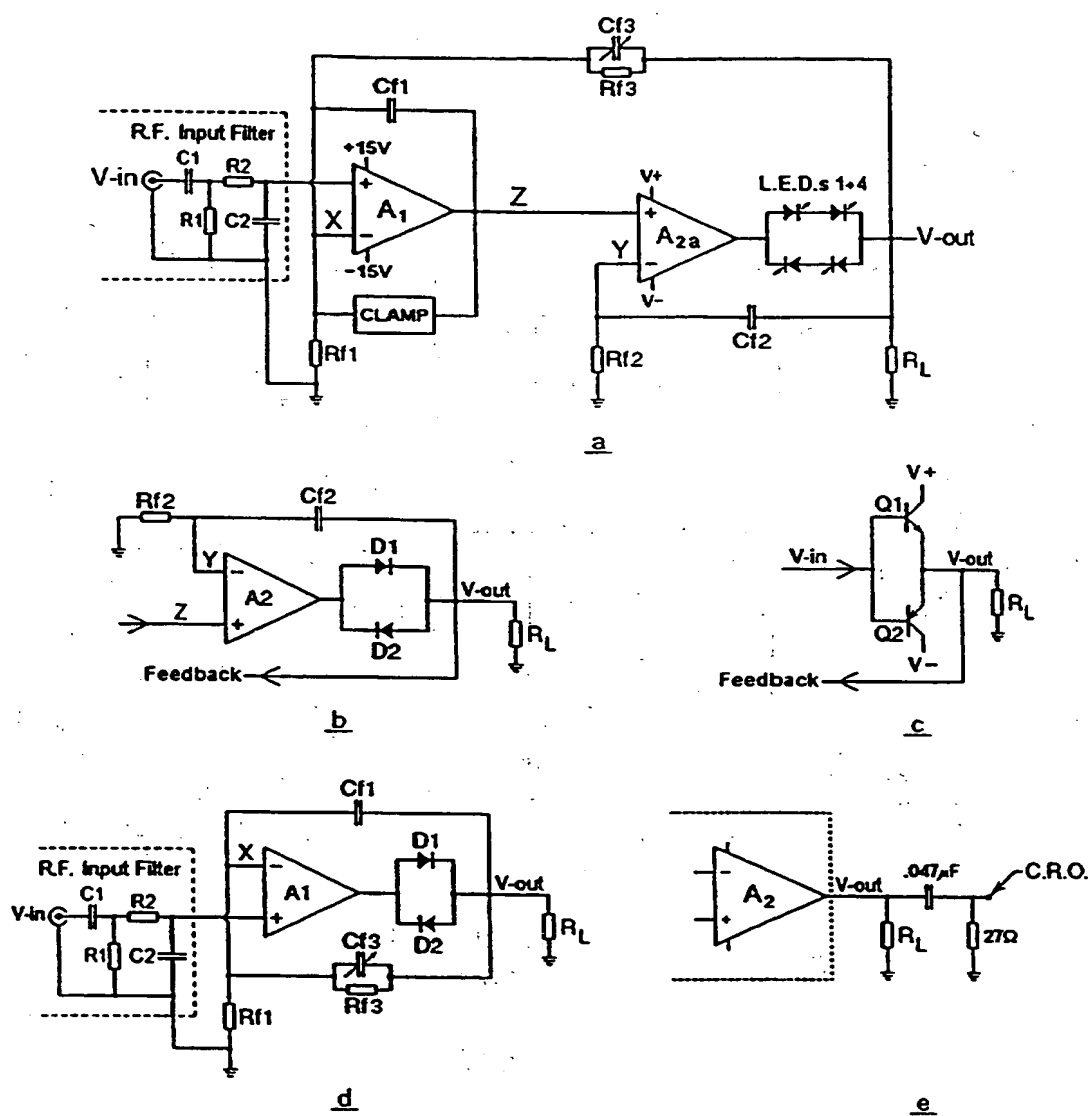 Cf3
Rf3
Cf1
R.F. Input Filter
+15V
V-in
C1
R2
R1
C2
+
A1
X
−
−15V
Z
V+
+
A2a
Y
−
V−
L.E.D.s 1→4
V-out
CLAMP
Rf1
Cf2
Rf2
RL
a
Rf2
Cf2
Y
−
A2
Z
+
D1
D2
V-out
RL
Feedback
b
V+
Q1
V-in
V-out
RL
Q2
V−
Feedback
c
Cf1
R.F. Input Filter
X
−
A1
+
D1
D2
V-out
RL
V-in
C1
R2
R1
C2
Cf3
Rf3
Rf1
d
−
A2
+
V-out
.047µF
C.R.O.
RL
27Ω
e